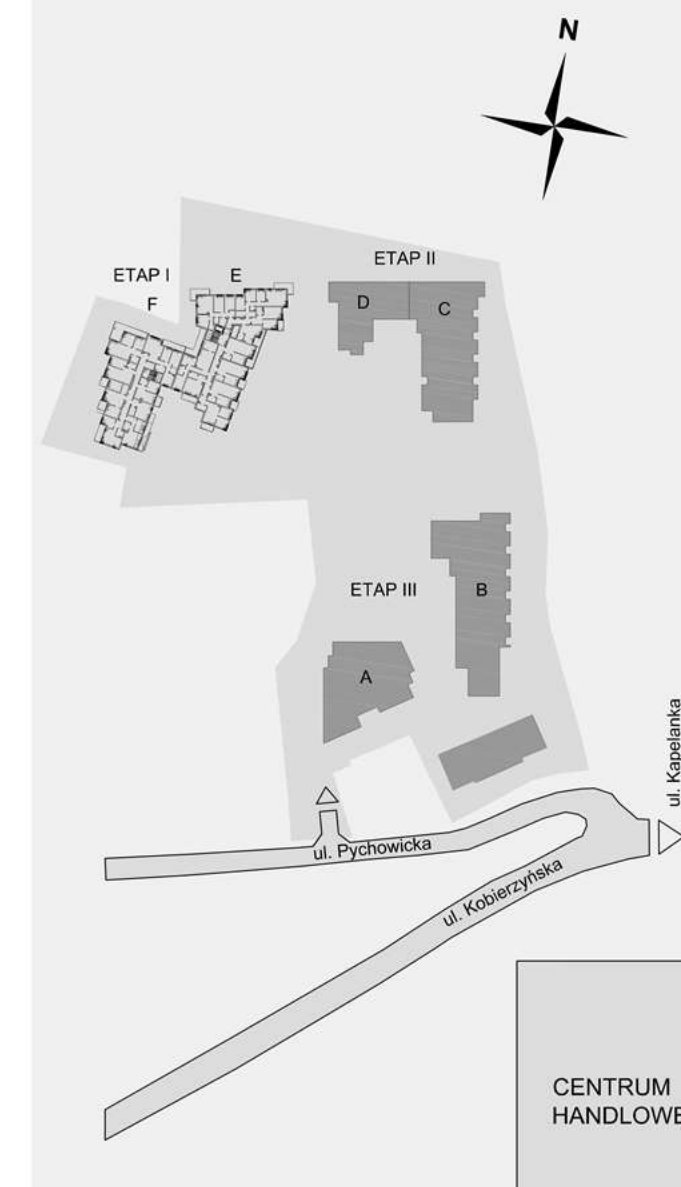 N
ETAP II
ETAP I
E
F
D
C
ETAP III
B
A
ul. Kapelanka
ul. Pychowicka
ul. Kobierzyńska
CENTRUM
HANDLOWE